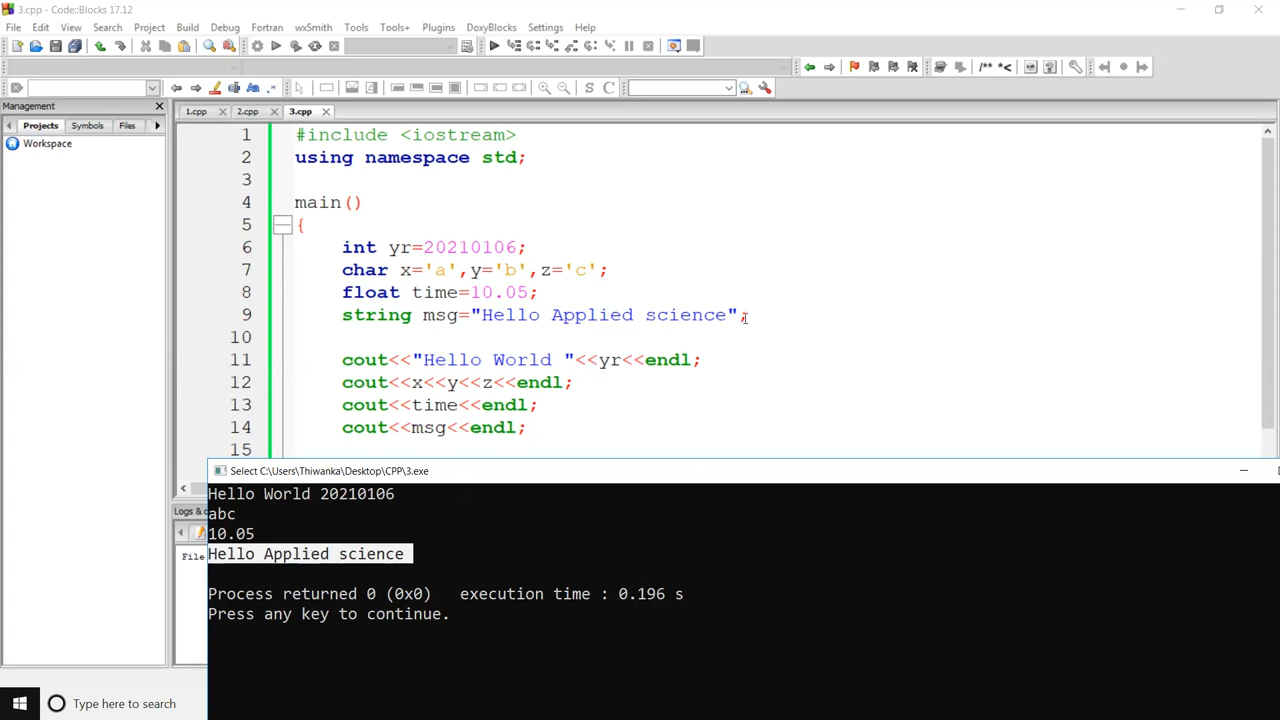 3.cpp - Code::Blocks 17.12
File Edit View Search Project Build Debug Fortran wxSmith Tools Tools+ Plugins DoxyBlocks Settings Help
/** *<
S C
Management
1.cpp 2.cpp 3.cpp
Projects Symbols Files
Workspace
1 #include <iostream>
2 using namespace std;
3
4 main()
5 {
6 int yr=20210106;
7 char x='a',y='b',z='c';
8 float time=10.05;
9 string msg="Hello Applied science";
10
11 cout<<"Hello World "<<yr<<endl;
12 cout<<x<<y<<z<<endl;
13 cout<<time<<endl;
14 cout<<msg<<endl;
15
Logs & o
File
Select C:\Users\Thiwanka\Desktop\CPP\3.exe
Hello World 20210106
abc
10.05
Hello Applied science
Process returned 0 (0x0) execution time : 0.196 s
Press any key to continue.
Type here to search